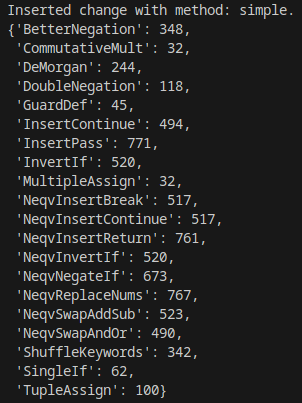 Inserted change with method: simple.
{'BetterNegation': 348,
 'CommutativeMult': 32,
 'DeMorgan': 244,
 'DoubleNegation': 118,
 'GuardDef': 45,
 'InsertContinue': 494,
 'InsertPass': 771,
 'InvertIf': 520,
 'MultipleAssign': 32,
 'NeqvInsertBreak': 517,
 'NeqvInsertContinue': 517,
 'NeqvInsertReturn': 761,
 'NeqvInvertIf': 520,
 'NeqvNegateIf': 673,
 'NeqvReplaceNums': 767,
 'NeqvSwapAddSub': 523,
 'NeqvSwapAndOr': 490,
 'ShuffleKeywords': 342,
 'SingleIf': 62,
 'TupleAssign': 100}